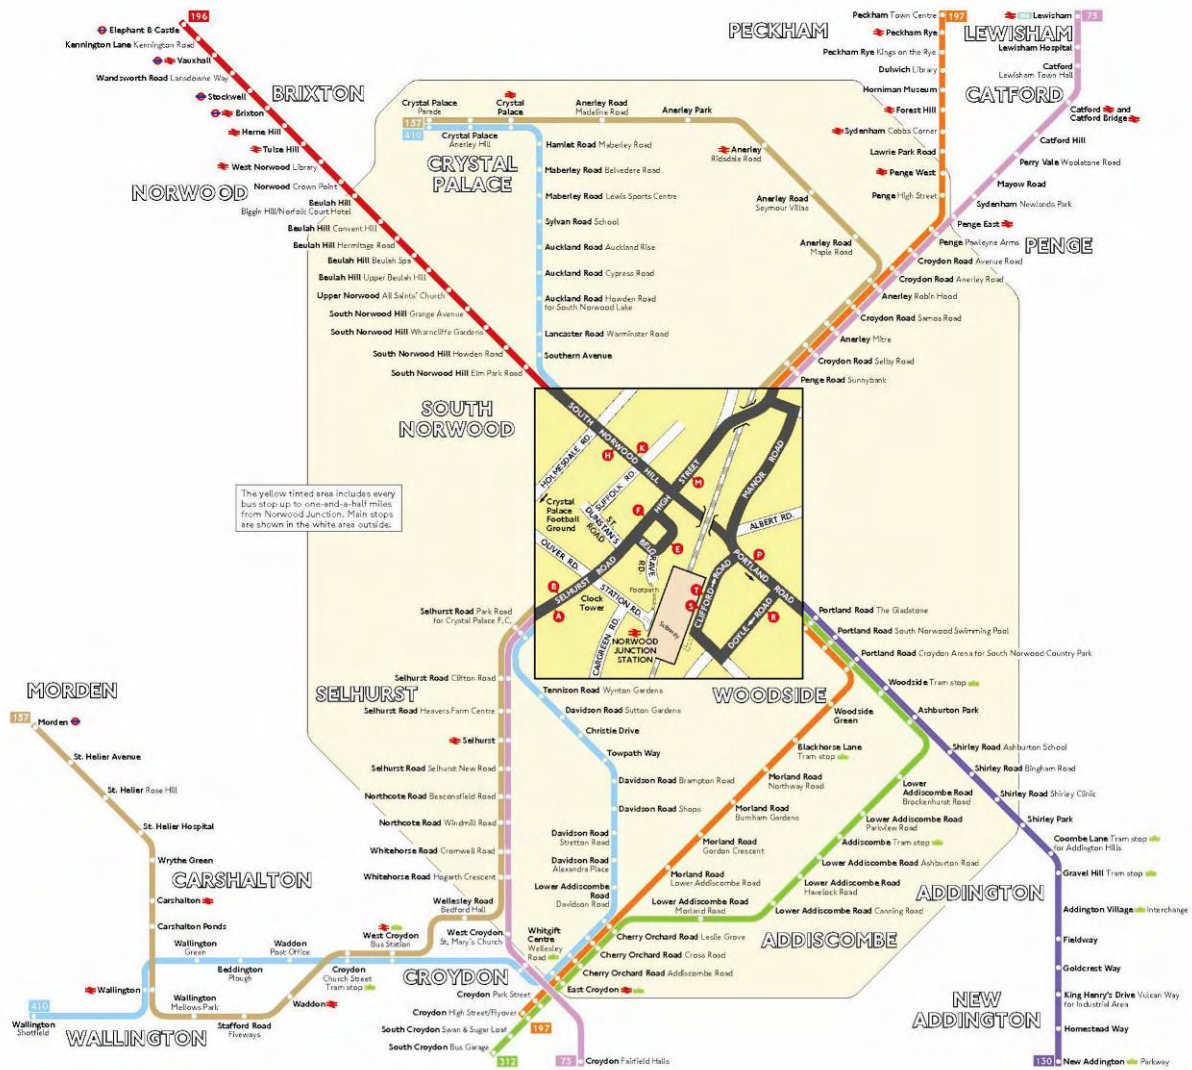 196
Elephant & Castle
Kennington Lane Kennington Road
Vauxhall
Wandsworth Road Lansdowne Way
Stockwell
Brixton
Herne Hill
Tulse Hill
West Norwood Library
Norwood Crown Point
Beulah Hill
Biggin Hill/Norfolk Court Hotel
Beulah Hill Convent Hill
Beulah Hill Hermitage Road
Beulah Hill Beulah Spa
Beulah Hill Upper Beulah Hill
Upper Norwood All Saints' Church
South Norwood Hill Grange Avenue
South Norwood Hill Wharncliffe Gardens
South Norwood Hill Howden Road
South Norwood Hill Elm Park Road
BRIXTON
NORWOOD
SOUTH
NORWOOD
Crystal Palace
Parade
157
410
Crystal
Palace
Crystal Palace
Anerley Hill
CRYSTAL
PALACE
Anerley Road
Madeline Road
Anerley Park
Anerley
Ridsdale Road
Anerley Road
Seymour Villas
Anerley Road
Maple Road
Hamlet Road Maberley Road
Maberley Road Belvedere Road
Maberley Road Lewis Sports Centre
Sylvan Road School
Auckland Road Auckland Rise
Auckland Road Cypress Road
Auckland Road Howden Road
for South Norwood Lake
Lancaster Road Warminster Road
Southern Avenue
PECKHAM
Peckham Town Centre
197
Peckham Rye
Peckham Rye Kings on the Rye
Dulwich Library
Horniman Museum
Forest Hill
Sydenham Cobbs Corner
Lawrie Park Road
Penge West
Penge High Street
Lewisham
75
LEWISHAM
Lewisham Hospital
Catford
Lewisham Town Hall
CATFORD
Catford and
Catford Bridge
Catford Hill
Perry Vale Woolstone Road
Mayow Road
Sydenham Newlands Park
Penge East
PENGE
Penge Pawleyne Arms
Croydon Road Avenue Road
Croydon Road Anerley Road
Anerley Robin Hood
Croydon Road Samos Road
Anerley Mitre
Croydon Road Selby Road
Penge Road Sunnybank
The yellow tinted area includes every
bus stop up to one-and-a-half miles
from Norwood Junction. Main stops
are shown in the white area outside.
SOUTH NORWOOD HILL
HOLMESDALE RD.
H
K
SUFFOLK RD.
HIGH STREET
M
MANOR ROAD
ALBERT RD.
Crystal
Palace
Football
Ground
ST.
DUNSTAN'S
ROAD
F
E
BELGRAVE
RD.
OLIVER RD.
SELHURST ROAD
STATION RD.
B
A
Clock
Tower
Footpath
CARGREEN RD.
Subway
NORWOOD
JUNCTION
STATION
T
S
CLIFFORD ROAD
DOYLE ROAD
P
PORTLAND ROAD
R
WOODSIDE
Selhurst Road Park Road
for Crystal Palace F.C.
SELHURST
Selhurst Road Clifton Road
Selhurst Road Heavers Farm Centre
Selhurst
Selhurst Road Selhurst New Road
Northcote Road Beaconsfield Road
Northcote Road Windmill Road
Whitehorse Road Cromwell Road
Whitehorse Road Hogarth Crescent
Wellesley Road
Bedford Hall
West Croydon
St. Mary's Church
West Croydon
Bus Station
Tennison Road Wynton Gardens
Davidson Road Sutton Gardens
Christie Drive
Towpath Way
Davidson Road Brampton Road
Davidson Road Shops
Davidson Road
Stretton Road
Davidson Road
Alexandra Place
Lower Addiscombe
Road
Davidson Road
Whitgift
Centre
Wellesley
Road
Portland Road The Gladstone
Portland Road South Norwood Swimming Pool
Portland Road Croydon Arena for South Norwood Country Park
Woodside Tram stop
Ashburton Park
Shirley Road Ashburton School
Shirley Road Bingham Road
Shirley Road Shirley Clinic
Shirley Park
Coombe Lane Tram stop
for Addington Hills
Gravel Hill Tram stop
Addington Village Interchange
Fieldway
Goldcrest Way
King Henry's Drive Vulcan Way
for Industrial Area
Homestead Way
130
New Addington Parkway
ADDINGTON
NEW
ADDINGTON
Woodside
Green
Blackhorse Lane
Tram stop
Morland Road
Northway Road
Morland Road
Burnham Gardens
Morland Road
Gordon Crescent
Morland Road
Lower Addiscombe Road
Lower
Addiscombe Road
Brockenhurst Road
Lower Addiscombe Road
Parkview Road
Addiscombe Tram stop
Lower Addiscombe Road Ashburton Road
Lower Addiscombe Road
Havelock Road
Lower Addiscombe Road Canning Road
Lower Addiscombe Road
Morland Road
ADDISCOMBE
Cherry Orchard Road Leslie Grove
Cherry Orchard Road Cross Road
Cherry Orchard Road Addiscombe Road
East Croydon
CROYDON
Croydon Park Street
Croydon High Street/Flyover
South Croydon Swan & Sugar Loaf
South Croydon Bus Garage
197
312
75
Croydon Fairfield Halls
MORDEN
157
Morden
St. Helier Avenue
St. Helier Rose Hill
St. Helier Hospital
Wrythe Green
CARSHALTON
Carshalton
Carshalton Ponds
Wallington
Green
Beddington
Plough
Waddon
Post Office
Croydon
Church Street
Tram stop
Wallington
Wallington
Mellows Park
Stafford Road
Fiveways
Waddon
410
Wallington
Shotfield
WALLINGTON